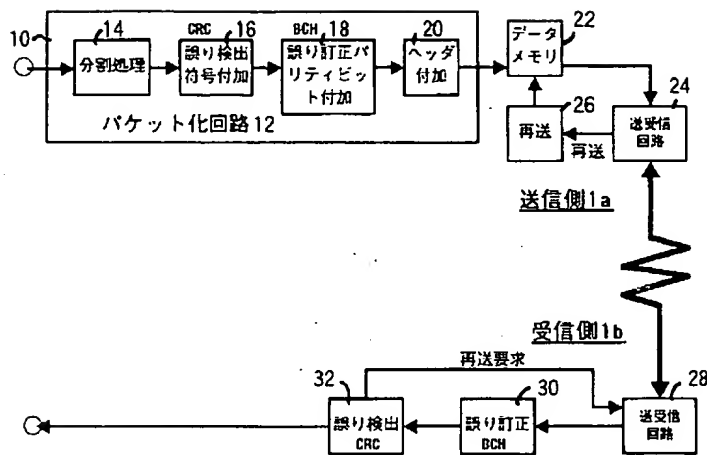 10
14
分割処理
CRC
16
誤り検出
符号付加
BCH
18
誤り訂正パ
リティビッ
ト付加
20
ヘッダ
付加
パケット化回路12
データ
メモリ
22
26
再送
再送
24
送受信
回路
送信側1a
受信側1b
再送要求
32
誤り検出
CRC
30
誤り訂正
BCH
28
送受信
回路